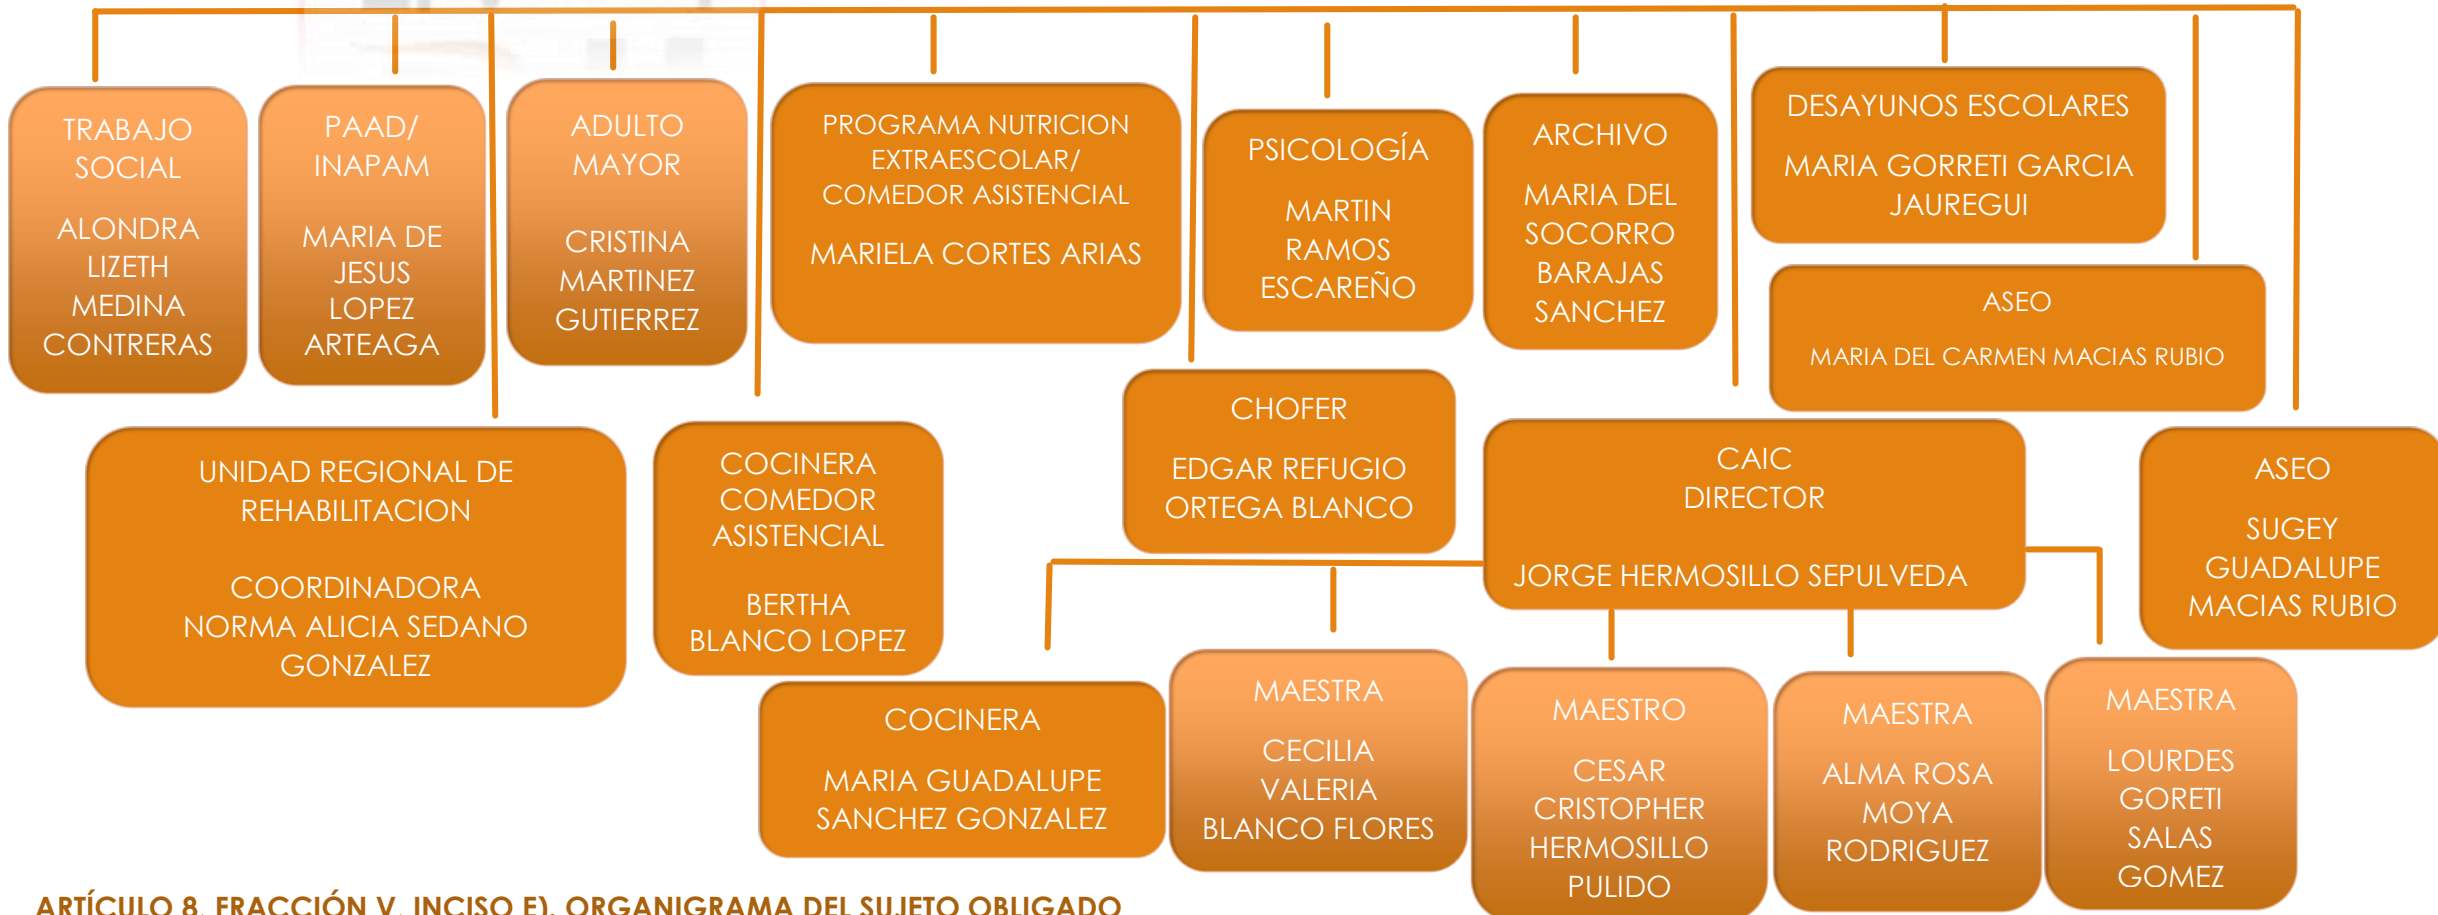 TRABAJO
SOCIAL
ALONDRA
LIZETH
MEDINA
CONTRERAS
PAAD/
INAPAM
MARIA DE
JESUS
LOPEZ
ARTEAGA
ADULTO
MAYOR
CRISTINA
MARTINEZ
GUTIERREZ
PROGRAMA NUTRICION
EXTRAESCOLAR/
COMEDOR ASISTENCIAL
MARIELA CORTES ARIAS
PSICOLOGÍA
MARTIN
RAMOS
ESCAREÑO
ARCHIVO
MARIA DEL
SOCORRO
BARAJAS
SANCHEZ
DESAYUNOS ESCOLARES
MARIA GORRETI GARCIA
JAUREGUI
ASEO
MARIA DEL CARMEN MACIAS RUBIO
UNIDAD REGIONAL DE
REHABILITACION
COORDINADORA
NORMA ALICIA SEDANO
GONZALEZ
COCINERA
COMEDOR
ASISTENCIAL
BERTHA
BLANCO LOPEZ
CHOFER
EDGAR REFUGIO
ORTEGA BLANCO
CAIC
DIRECTOR
JORGE HERMOSILLO SEPULVEDA
ASEO
SUGEY
GUADALUPE
MACIAS RUBIO
COCINERA
MARIA GUADALUPE
SANCHEZ GONZALEZ
MAESTRA
CECILIA
VALERIA
BLANCO FLORES
MAESTRO
CESAR
CRISTOPHER
HERMOSILLO
PULIDO
MAESTRA
ALMA ROSA
MOYA
RODRIGUEZ
MAESTRA
LOURDES
GORETI
SALAS
GOMEZ
ARTÍCULO 8. FRACCIÓN V. INCISO E). ORGANIGRAMA DEL SUJETO OBLIGADO